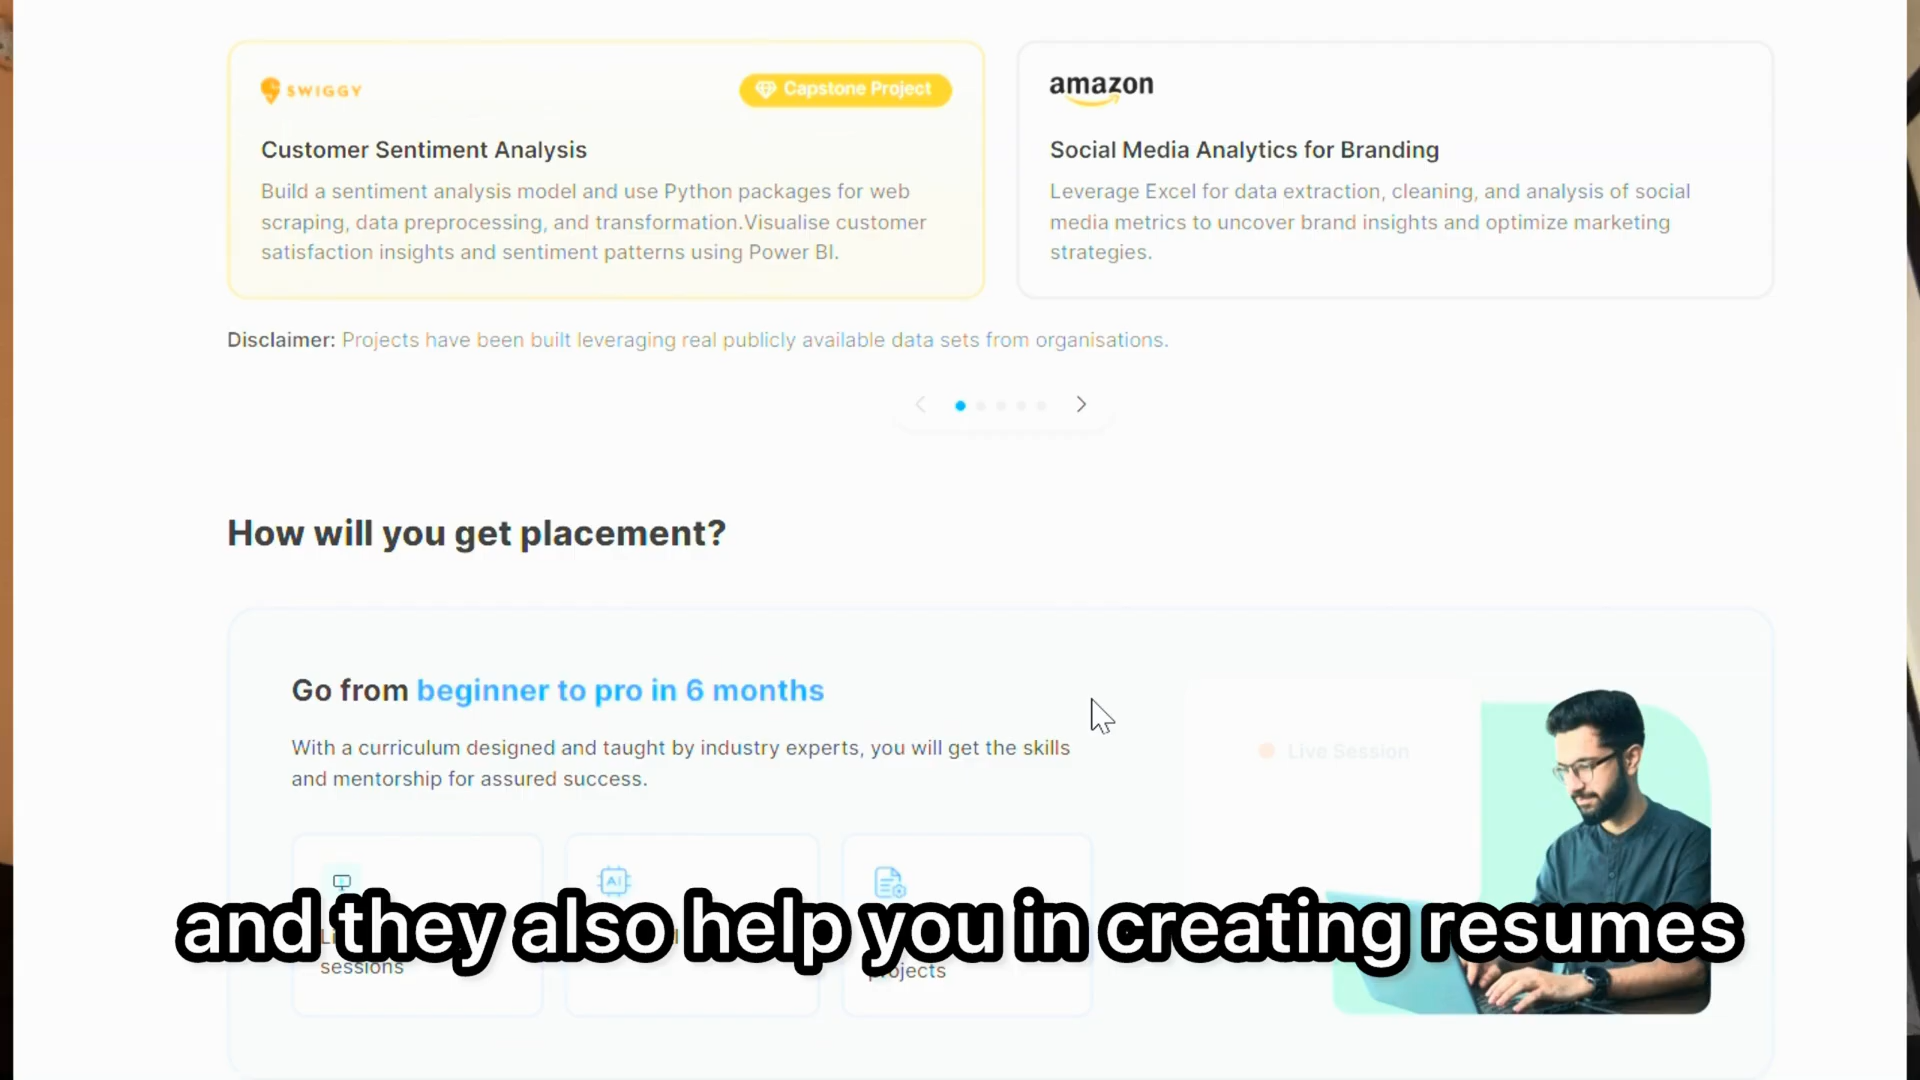 SWIGGY
Capstone Project
Customer Sentiment Analysis
Build a sentiment analysis model and use Python packages for web
scraping, data preprocessing, and transformation.Visualise customer
satisfaction insights and sentiment patterns using Power BI.
amazon
Social Media Analytics for Branding
Leverage Excel for data extraction, cleaning, and analysis of social
media metrics to uncover brand insights and optimize marketing
strategies.
Disclaimer: Projects have been built leveraging real publicly available data sets from organisations.
How will you get placement?
Go from beginner to pro in 6 months
With a curriculum designed and taught by industry experts, you will get the skills
and mentorship for assured success.
Live Session
AI
sessions
projects
and they also help you in creating resumes